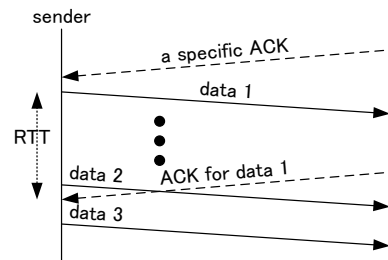 sender
a specific ACK
data 1
RTT
data 2
ACK for data 1
data 3